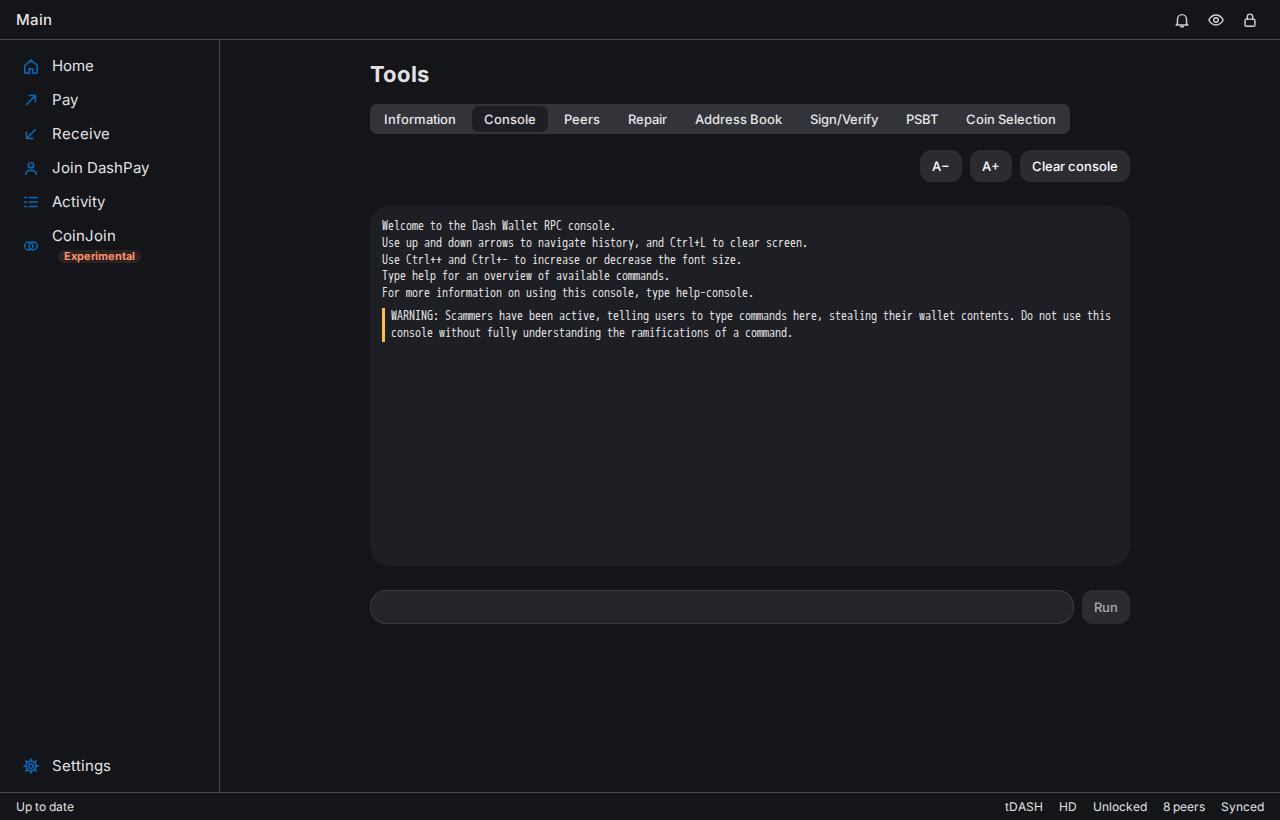 Main
Home
Pay
Receive
Join DashPay
Activity
CoinJoin
Experimental
Settings
Tools
Information Console Peers Repair Address Book Sign/Verify PSBT Coin Selection
A− A+ Clear console
Welcome to the Dash Wallet RPC console.
Use up and down arrows to navigate history, and Ctrl+L to clear screen.
Use Ctrl++ and Ctrl+- to increase or decrease the font size.
Type help for an overview of available commands.
For more information on using this console, type help-console.
WARNING: Scammers have been active, telling users to type commands here, stealing their wallet contents. Do not use this
console without fully understanding the ramifications of a command.
Run
Up to date
tDASH HD Unlocked 8 peers Synced